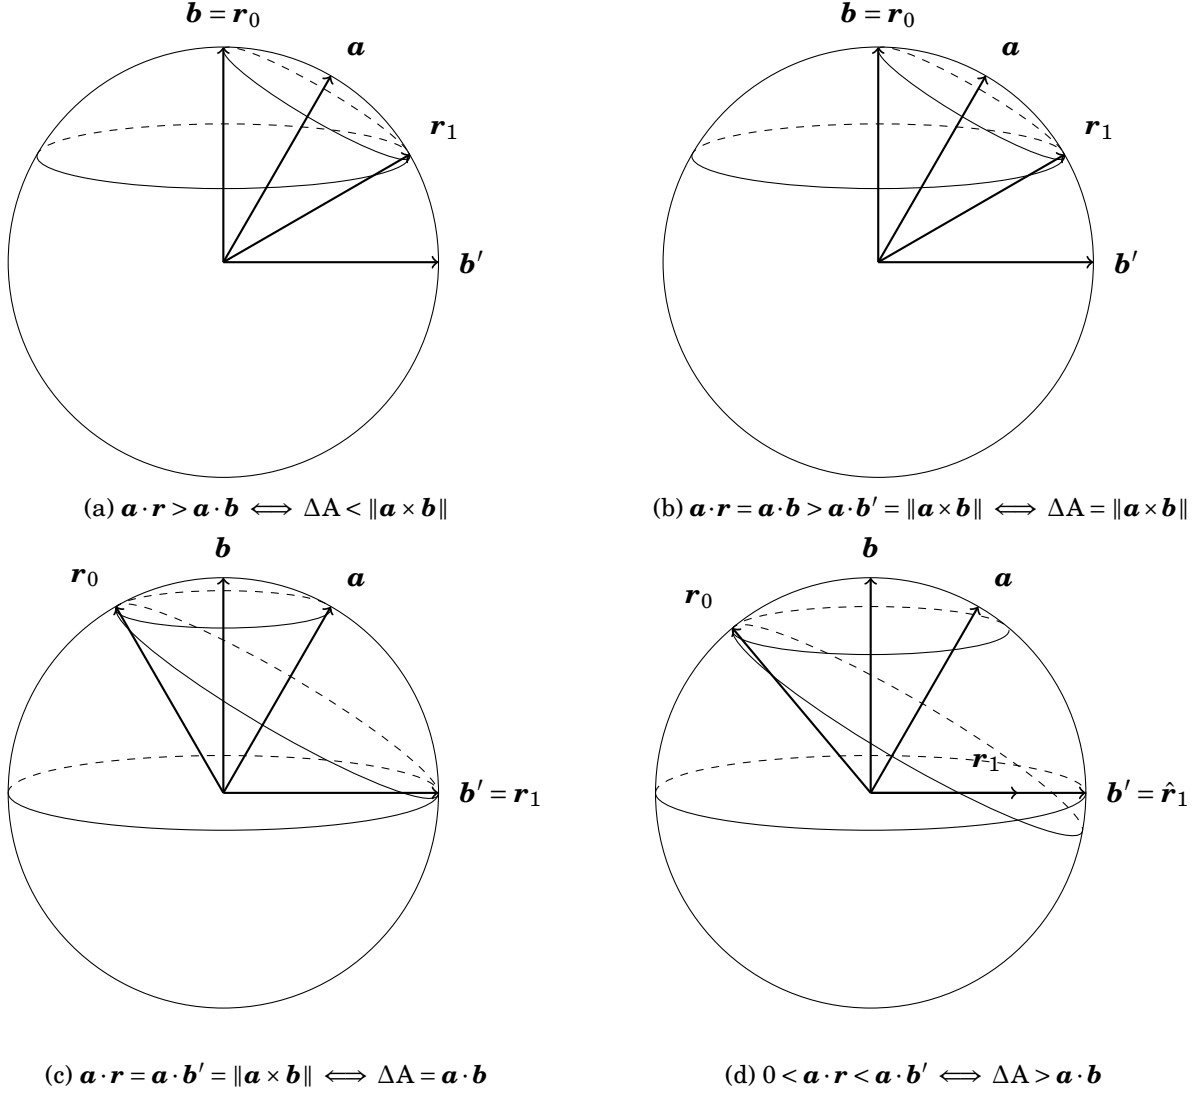 𝒃 = 𝒓₀
𝒂
𝒓₁
𝒃′
(a) 𝒂 · 𝒓 > 𝒂 · 𝒃 ⟺ ΔA < ‖𝒂 × 𝒃‖
𝒃 = 𝒓₀
𝒂
𝒓₁
𝒃′
(b) 𝒂 · 𝒓 = 𝒂 · 𝒃 > 𝒂 · 𝒃′ = ‖𝒂 × 𝒃‖ ⟺ ΔA = ‖𝒂 × 𝒃‖
𝒃
𝒓₀
𝒂
𝒃′ = 𝒓₁
(c) 𝒂 · 𝒓 = 𝒂 · 𝒃′ = ‖𝒂 × 𝒃‖ ⟺ ΔA = 𝒂 · 𝒃
𝒃
𝒓₀
𝒂
𝒓₁
𝒃′ = 𝒓̂₁
(d) 0 < 𝒂 · 𝒓 < 𝒂 · 𝒃′ ⟺ ΔA > 𝒂 · 𝒃